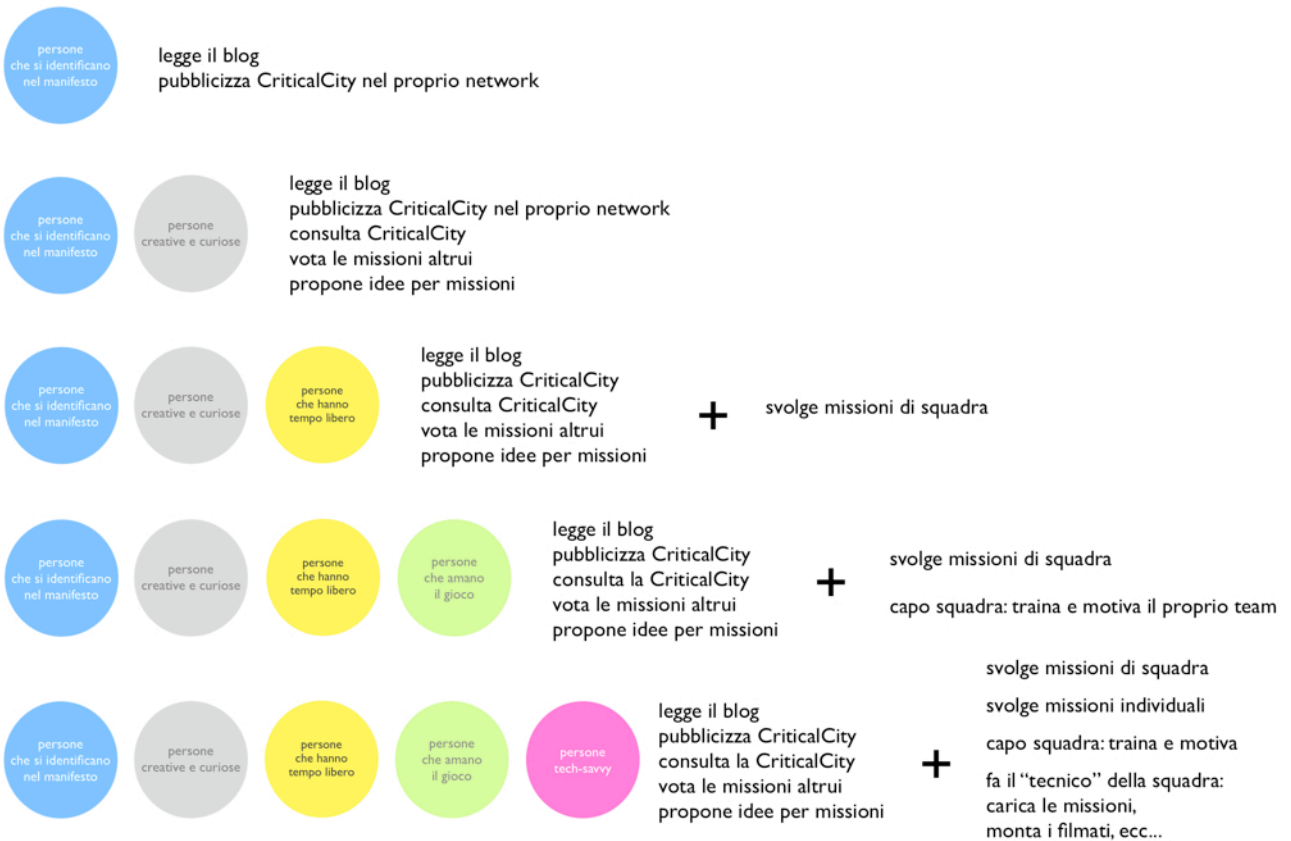 persone
che si identificano
nel manifesto
legge il blog
pubblicizza CriticalCity nel proprio network
persone
che si identificano
nel manifesto
persone
creative e curiose
legge il blog
pubblicizza CriticalCity nel proprio network
consulta CriticalCity
vota le missioni altrui
propone idee per missioni
persone
che si identificano
nel manifesto
persone
creative e curiose
persone
che hanno
tempo libero
legge il blog
pubblicizza CriticalCity
consulta CriticalCity
vota le missioni altrui
propone idee per missioni
+
svolge missioni di squadra
persone
che si identificano
nel manifesto
persone
creative e curiose
persone
che hanno
tempo libero
persone
che amano
il gioco
legge il blog
pubblicizza CriticalCity
consulta la CriticalCity
vota le missioni altrui
propone idee per missioni
+
svolge missioni di squadra
capo squadra: traina e motiva il proprio team
persone
che si identificano
nel manifesto
persone
creative e curiose
persone
che hanno
tempo libero
persone
che amano
il gioco
persone
tech-savvy
legge il blog
pubblicizza CriticalCity
consulta la CriticalCity
vota le missioni altrui
propone idee per missioni
+
svolge missioni di squadra
svolge missioni individuali
capo squadra: traina e motiva
fa il “tecnico” della squadra:
carica le missioni,
monta i filmati, ecc...